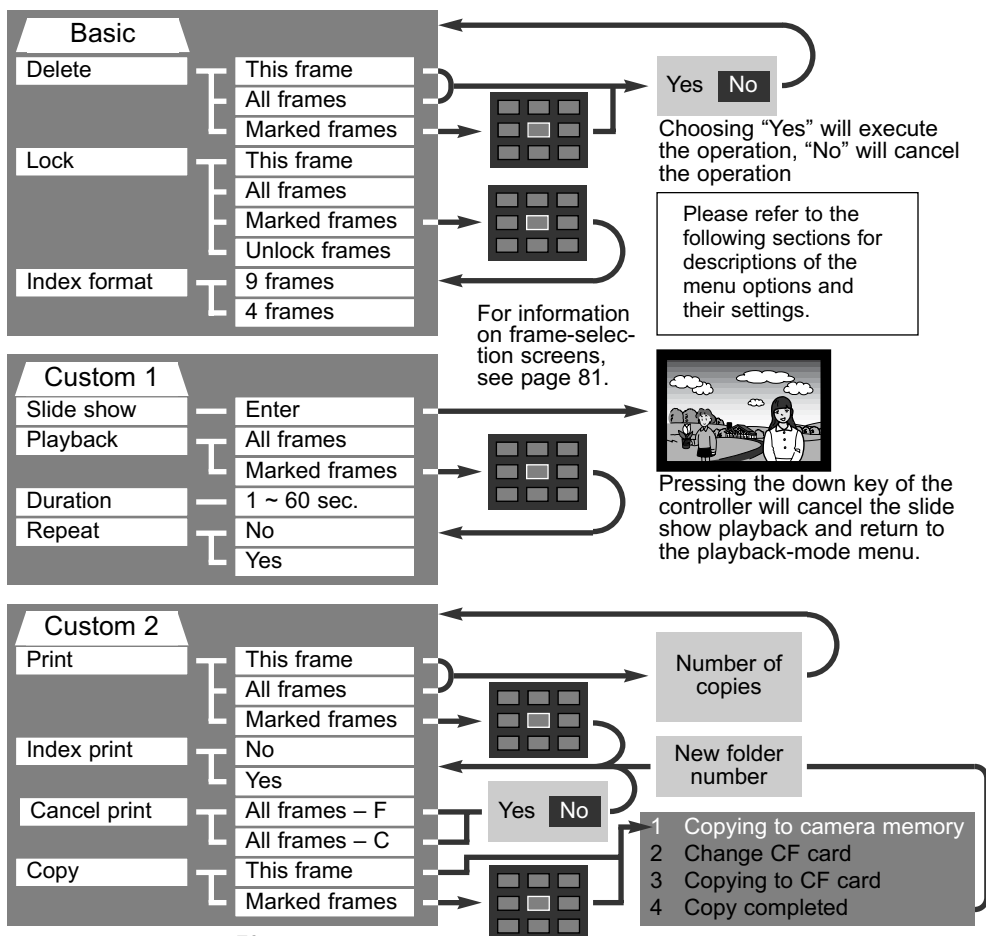 Basic
Delete
This frame
All frames
Marked frames
Lock
This frame
All frames
Marked frames
Unlock frames
Index format
9 frames
4 frames
Yes No
Choosing “Yes” will execute
the operation, “No” will cancel
the operation
Please refer to the
following sections for
descriptions of the
menu options and
their settings.
For information
on frame-selec-
tion screens,
see page 81.
Custom 1
Slide show
Enter
Playback
All frames
Marked frames
Duration
1 ~ 60 sec.
Repeat
No
Yes
Pressing the down key of the
controller will cancel the slide
show playback and return to
the playback-mode menu.
Custom 2
Print
This frame
All frames
Marked frames
Index print
No
Yes
Cancel print
All frames – F
All frames – C
Copy
This frame
Marked frames
Number of
copies
New folder
number
Yes No
1 Copying to camera memory
2 Change CF card
3 Copying to CF card
4 Copy completed